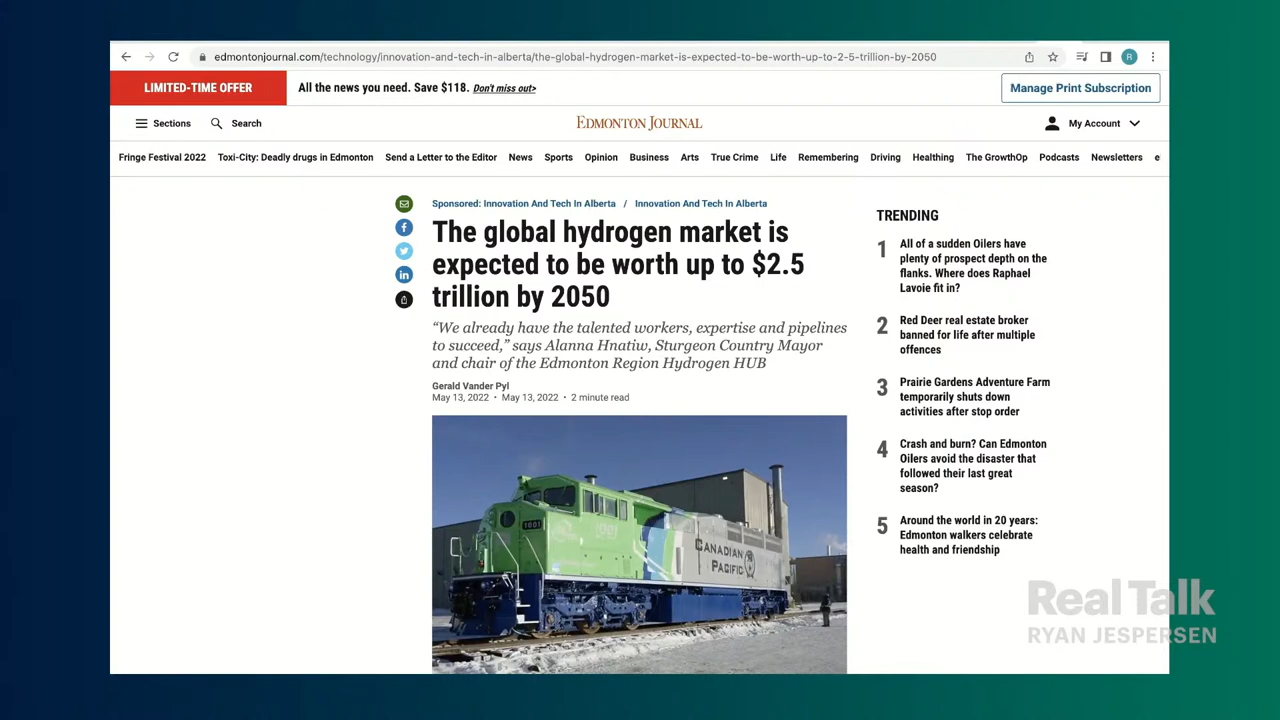 edmontonjournal.com/technology/innovation-and-tech-in-alberta/the-global-hydrogen-market-is-expected-to-be-worth-up-to-2-5-trillion-by-2050
R
LIMITED-TIME OFFER
All the news you need. Save $118. Don't miss out>
Manage Print Subscription
Sections
Search
EDMONTON JOURNAL
My Account
Fringe Festival 2022 Toxi-City: Deadly drugs in Edmonton Send a Letter to the Editor News Sports Opinion Business Arts True Crime Life Remembering Driving Healthing The GrowthOp Podcasts Newsletters e
Sponsored: Innovation And Tech In Alberta / Innovation And Tech In Alberta
The global hydrogen market is
expected to be worth up to $2.5
trillion by 2050
“We already have the talented workers, expertise and pipelines
to succeed,” says Alanna Hnatiw, Sturgeon Country Mayor
and chair of the Edmonton Region Hydrogen HUB
Gerald Vander Pyl
May 13, 2022 • May 13, 2022 • 2 minute read
1001
CANADIAN
PACIFIC
TRENDING
1
All of a sudden Oilers have
plenty of prospect depth on the
flanks. Where does Raphael
Lavoie fit in?
2
Red Deer real estate broker
banned for life after multiple
offences
3
Prairie Gardens Adventure Farm
temporarily shuts down
activities after stop order
4
Crash and burn? Can Edmonton
Oilers avoid the disaster that
followed their last great
season?
5
Around the world in 20 years:
Edmonton walkers celebrate
health and friendship
Real Talk
RYAN JESPERSEN